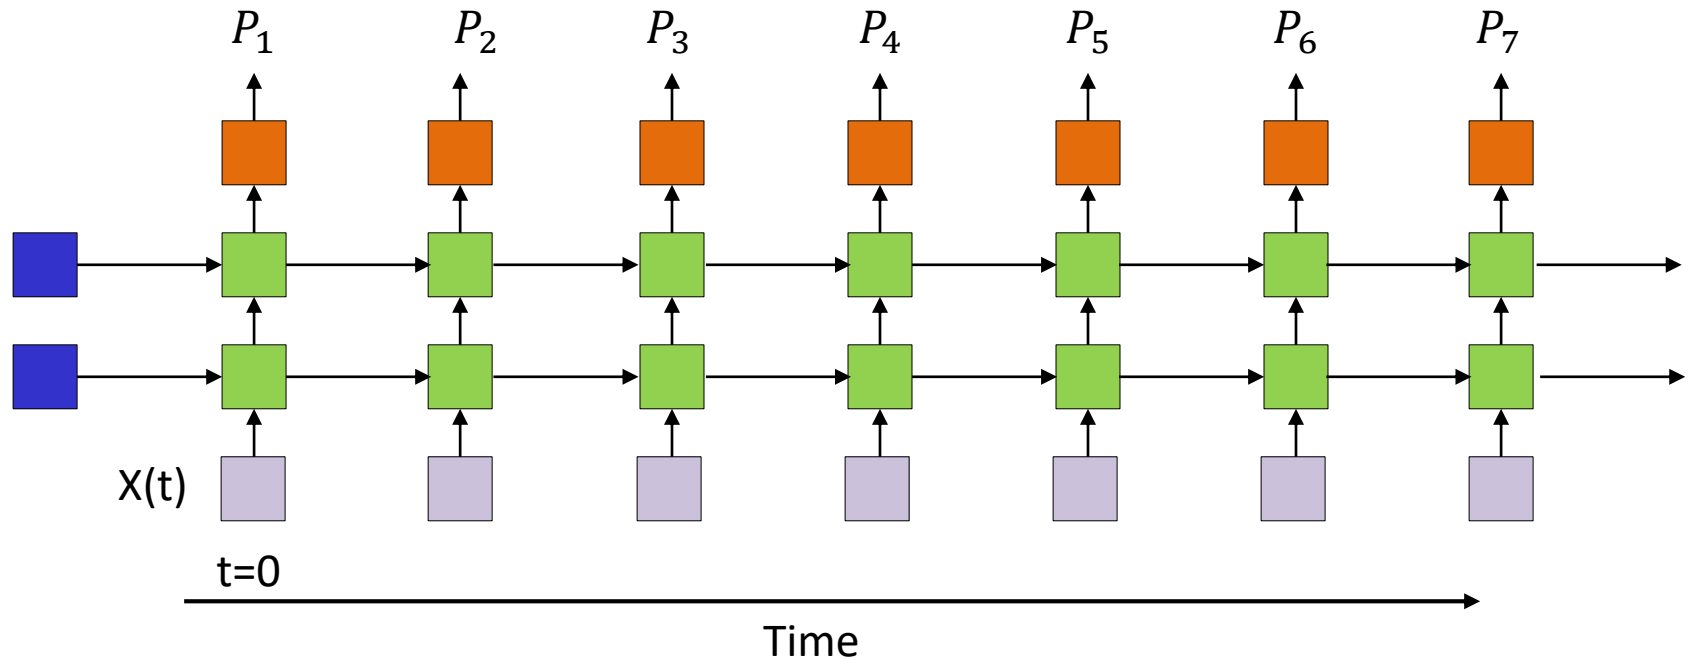 P₁ P₂ P₃ P₄ P₅ P₆ P₇
X(t)
t=0
Time